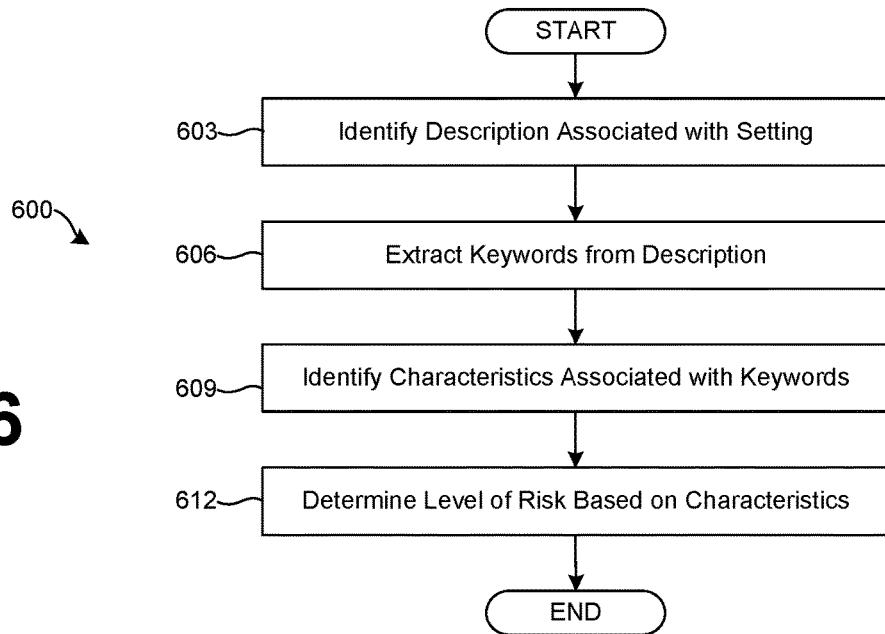 START
603 Identify Description Associated with Setting
600
606 Extract Keywords from Description
6
609 Identify Characteristics Associated with Keywords
612 Determine Level of Risk Based on Characteristics
END